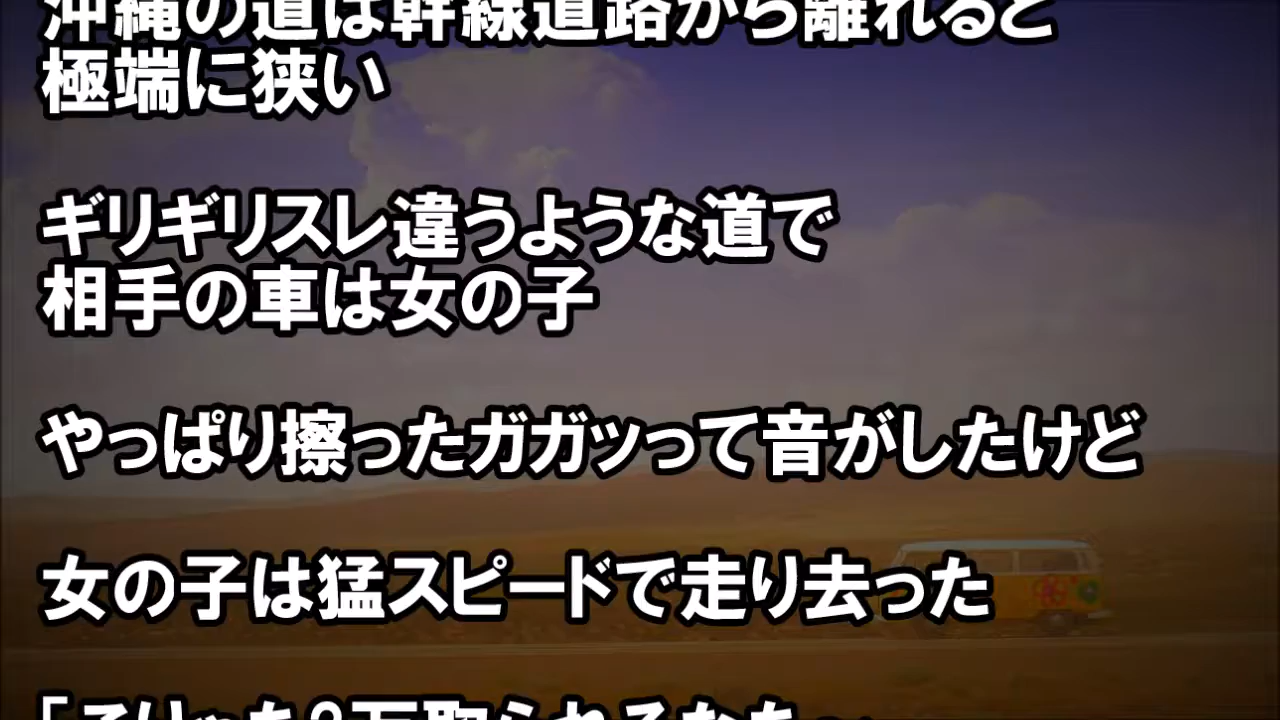 沖縄の道は幹線道路から離れると
極端に狭い
ギリギリスレ違うような道で
相手の車は女の子
やっぱり擦ったガガッって音がしたけど
女の子は猛スピードで走り去った